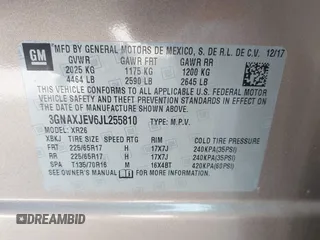 GM
MFD BY GENERAL MOTORS DE MEXICO, S DE R.L. DE C.V. 12/17
GVWR GAWR FRT GAWR RR
2025 KG 1175 KG 1200 KG
4464 LB 2590 LB 2645 LB
THIS VEHICLE CONFORMS TO ALL APPLICABLE U.S. FEDERAL MOTOR VEHICLE SAFETY, BUMPER, AND THEFT PREVENTION STANDARDS IN EFFECT ON THE DATE OF MANUFACTURE SHOWN ABOVE.
3GNAXJEV6JL255810 TYPE: M.P.V.
MODEL: XR26
XBKJ TIRE SIZE SPEED RTG RIM COLD TIRE PRESSURE
FRT 225/65R17 H 17X7J 240KPA(35PSI)
RR 225/65R17 H 17X7J 240KPA(35PSI)
SPA T135/70R16 M 16X4BT 420KPA(60PSI)
SEE OWNER'S MANUAL FOR ADDITIONAL INFORMATION
DREAMBID